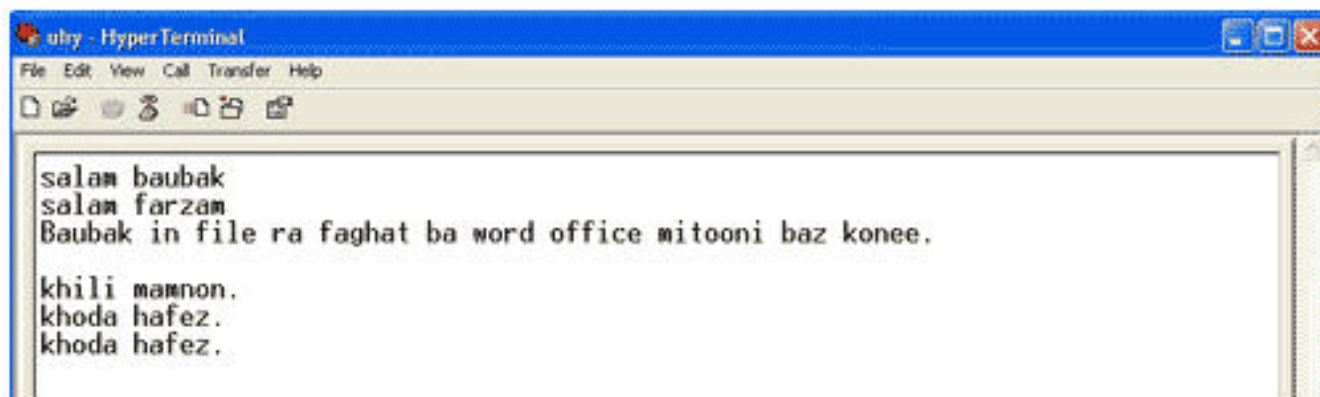 uhy - HyperTerminal
File Edit View Call Transfer Help
salam baubak
salam farzam
Baubak in file ra faghat ba word office mitooni baz konee.
khili mamnon.
khoda hafez.
khoda hafez.